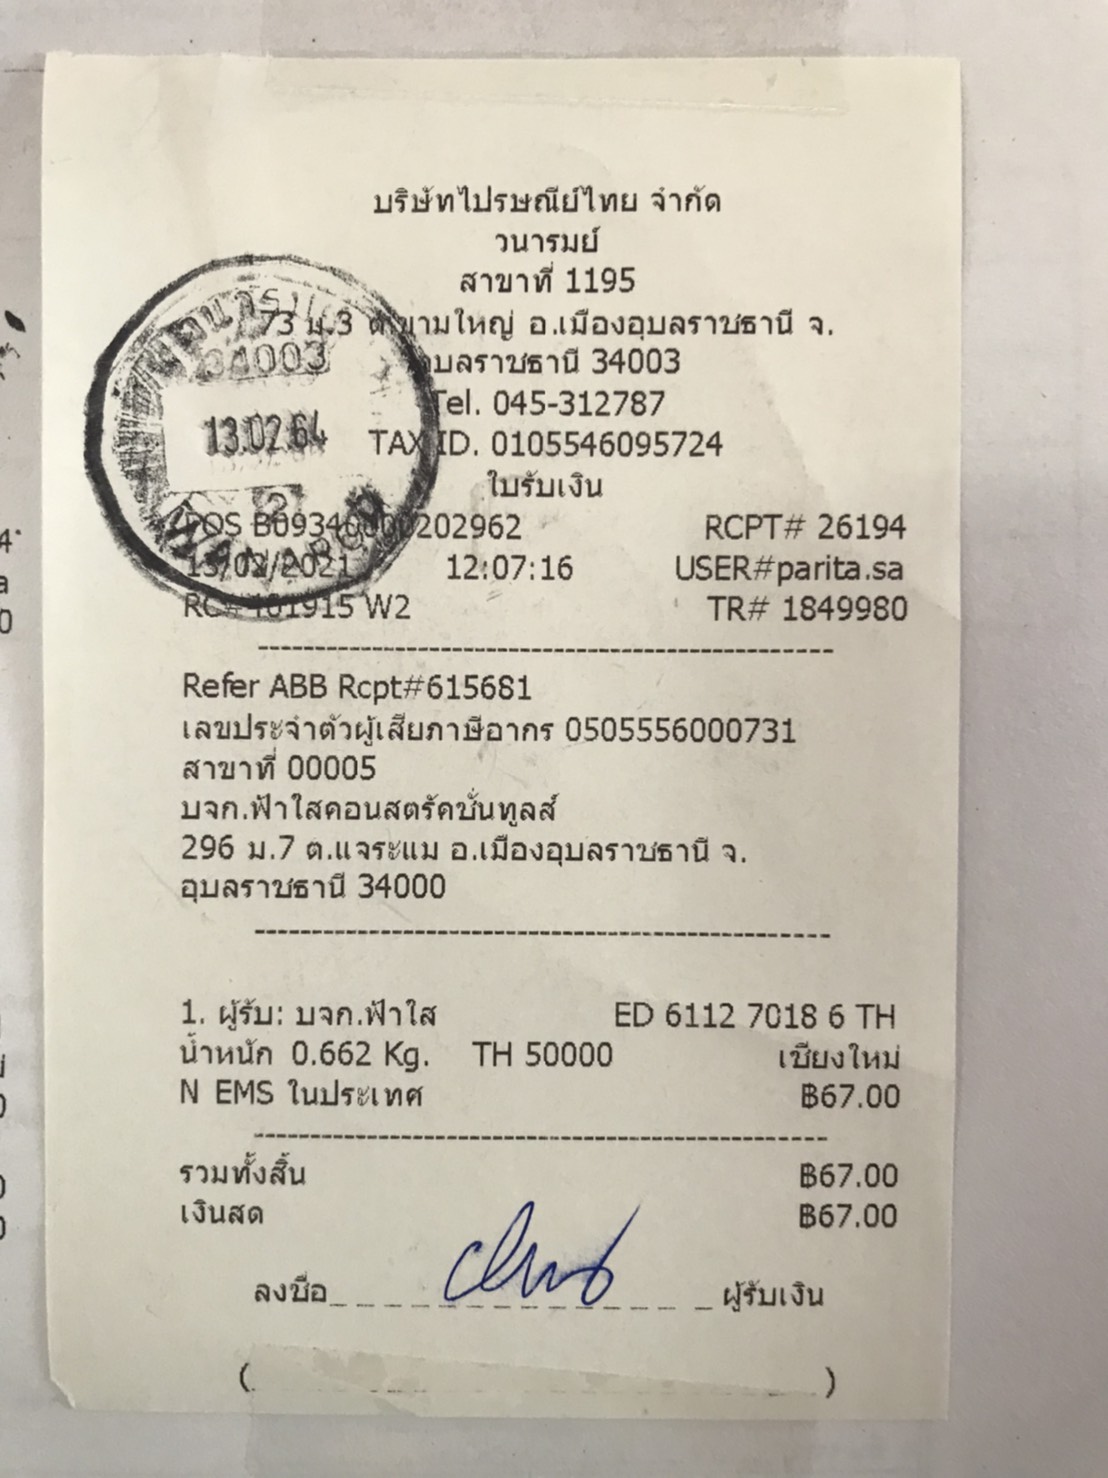 บริษัทไปรษณีย์ไทย จำกัด
วนารมย์
สาขาที่ 1195
73 ม.3 ต.ขามใหญ่ อ.เมืองอุบลราชธานี จ.
อุบลราชธานี 34003
Tel. 045-312787
TAX ID. 0105546095724
ใบรับเงิน
34003
13.02.64
2
POS B09340000202962 RCPT# 26194
13/02/2021 12:07:16 USER#parita.sa
RC# 101915 W2 TR# 1849980
Refer ABB Rcpt#615681
เลขประจำตัวผู้เสียภาษีอากร 0505556000731
สาขาที่ 00005
บจก.ฟ้าใสคอนสตรัคชั่นทูลส์
296 ม.7 ต.แจระแม อ.เมืองอุบลราชธานี จ.
อุบลราชธานี 34000
1. ผู้รับ: บจก.ฟ้าใส ED 6112 7018 6 TH
น้ำหนัก 0.662 Kg. TH 50000 เชียงใหม่
N EMS ในประเทศ ฿67.00
รวมทั้งสิ้น ฿67.00
เงินสด ฿67.00
ลงชื่อ_ _ _ _ _ _ _ _ _ _ _ _ _ผู้รับเงิน
( )